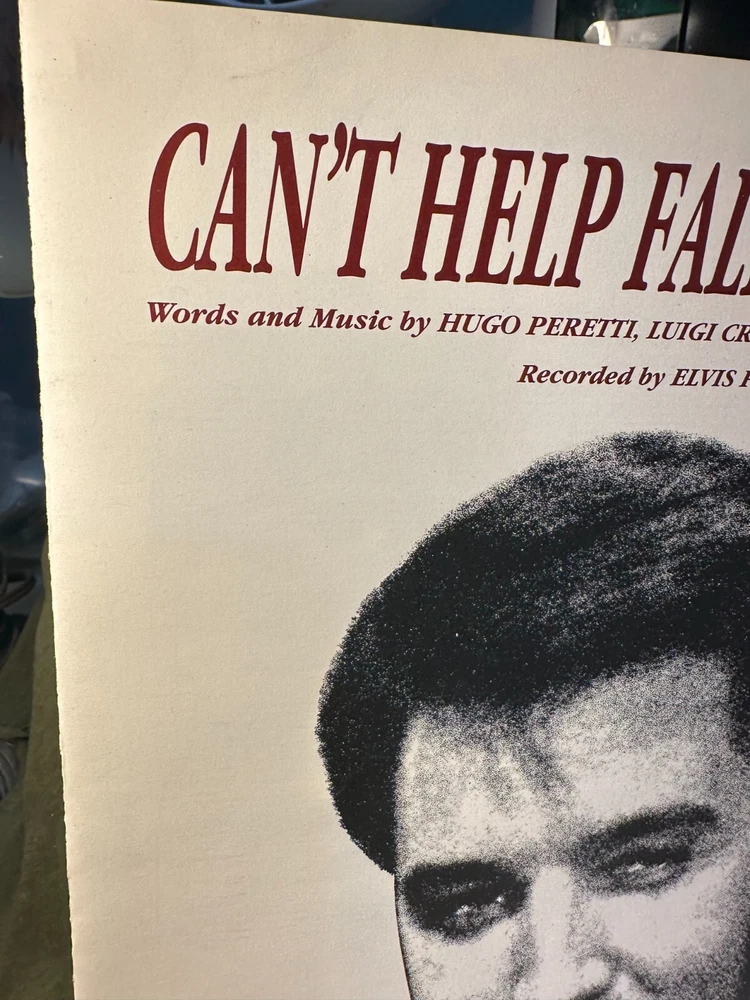 CAN'T HELP FAL
Words and Music by HUGO PERETTI, LUIGI CR
Recorded by ELVIS